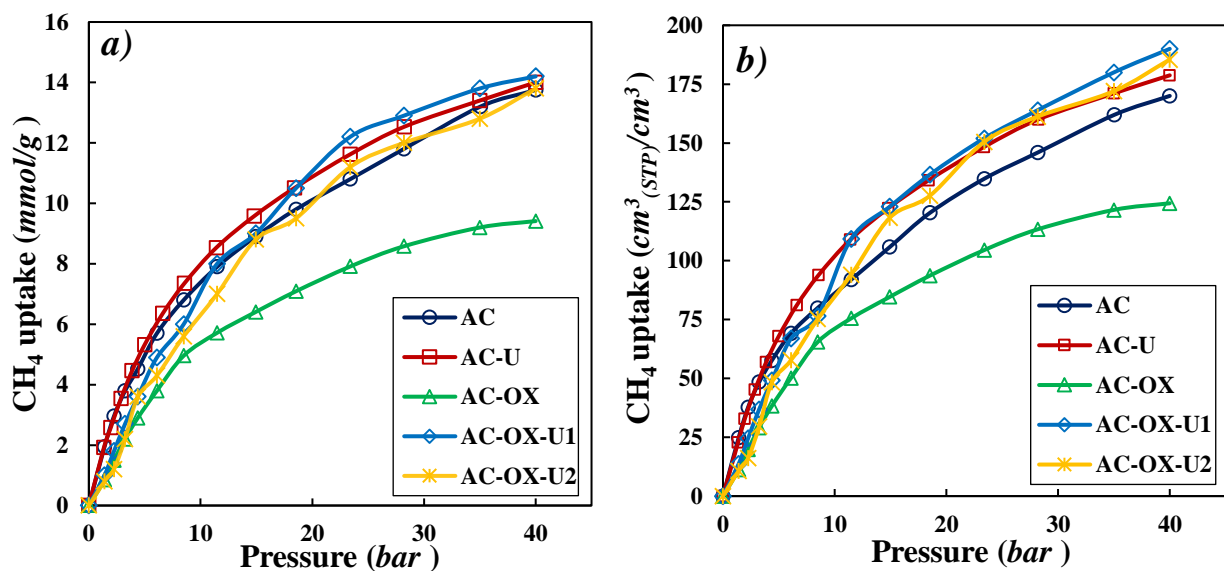 a)
CH4 uptake (mmol/g)
16
14
12
10
8
6
4
2
0
0 10 20 30 40
Pressure (bar )
AC
AC-U
AC-OX
AC-OX-U1
AC-OX-U2
b)
CH4 uptake (cm3(STP)/cm3)
200
175
150
125
100
75
50
25
0
0 10 20 30 40
Pressure (bar )
AC
AC-U
AC-OX
AC-OX-U1
AC-OX-U2